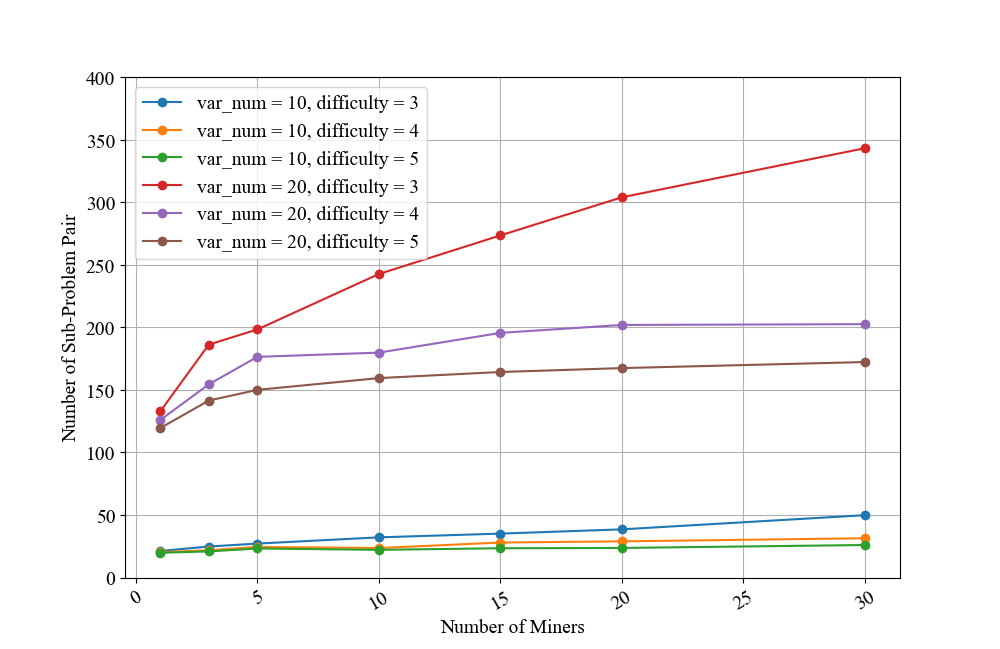 400
350
300
250
200
150
100
50
0
Number of Sub-Problem Pair
var_num = 10, difficulty = 3
var_num = 10, difficulty = 4
var_num = 10, difficulty = 5
var_num = 20, difficulty = 3
var_num = 20, difficulty = 4
var_num = 20, difficulty = 5
0 5 10 15 20 25 30
Number of Miners